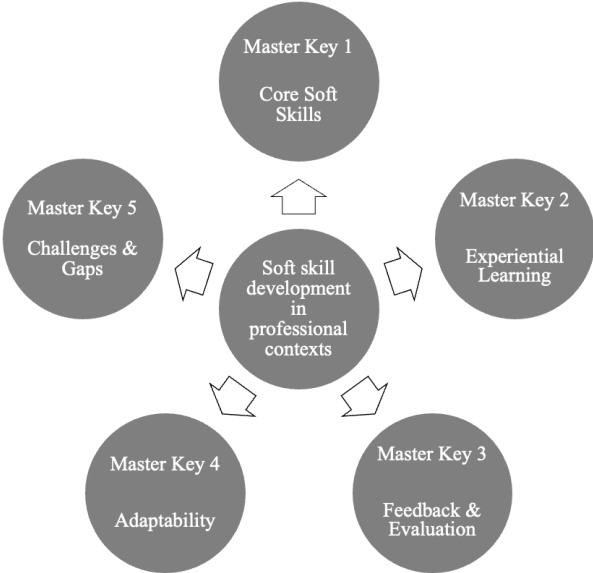 Master Key 1
Core Soft
Skills
Master Key 2
Experiential
Learning
Master Key 3
Feedback &
Evaluation
Master Key 4
Adaptability
Master Key 5
Challenges &
Gaps
Soft skill
development
in
professional
contexts